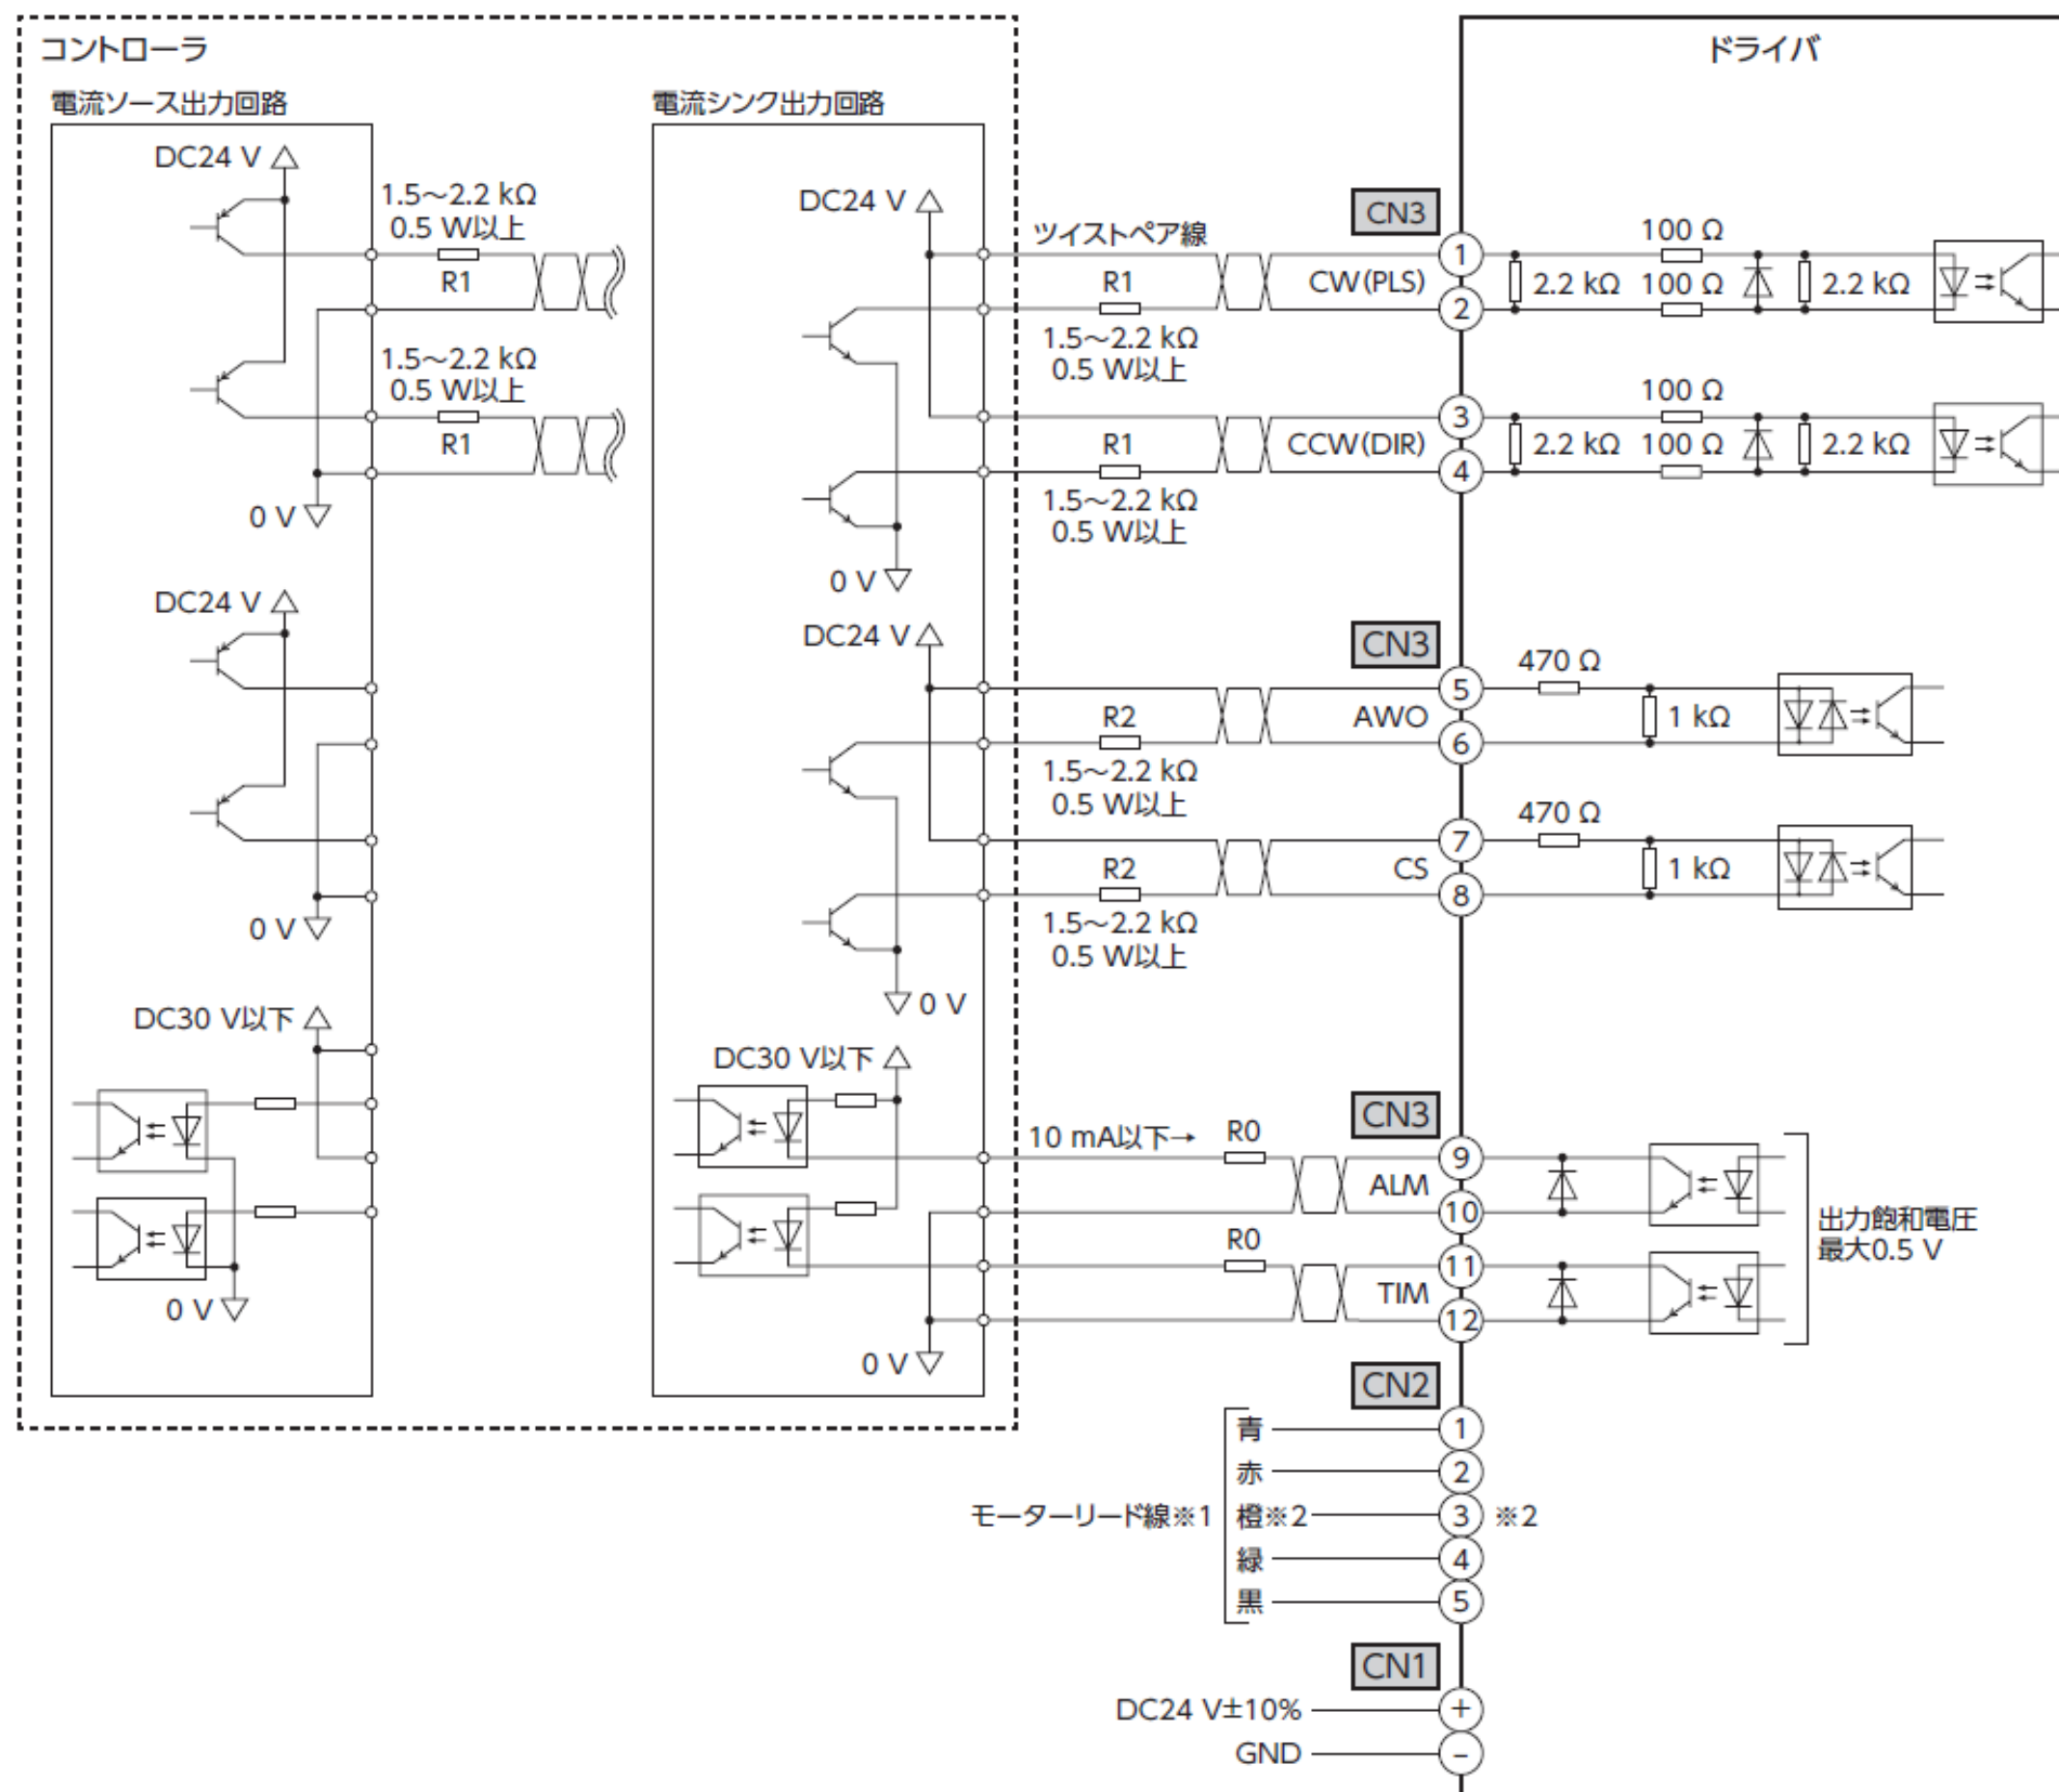 コントローラ
電流ソース出力回路
DC24 V
1.5～2.2 kΩ
0.5 W以上
R1
1.5～2.2 kΩ
0.5 W以上
R1
0 V
DC24 V
0 V
DC30 V以下
0 V
電流シンク出力回路
DC24 V
0 V
DC24 V
0 V
DC30 V以下
0 V
ツイストペア線
R1
1.5～2.2 kΩ
0.5 W以上
R1
1.5～2.2 kΩ
0.5 W以上
R2
1.5～2.2 kΩ
0.5 W以上
R2
1.5～2.2 kΩ
0.5 W以上
10 mA以下→
R0
R0
ドライバ
CN3
CW(PLS)
1
2
100 Ω
2.2 kΩ
100 Ω
2.2 kΩ
CCW(DIR)
3
4
100 Ω
2.2 kΩ
100 Ω
2.2 kΩ
CN3
AWO
5
6
470 Ω
1 kΩ
CS
7
8
470 Ω
1 kΩ
CN3
ALM
9
10
TIM
11
12
出力飽和電圧
最大0.5 V
CN2
モーターリード線※1
青 1
赤 2
橙※2 3 ※2
緑 4
黒 5
CN1
DC24 V±10% +
GND −